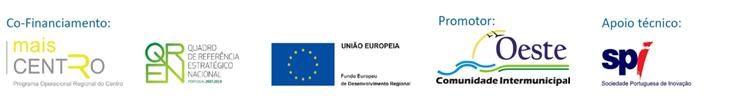 Co-Financiamento:
Promotor:
Apoio técnico:
mais
CENTRO
Programa Operacional Regional do Centro
QREN
QUADRO
DE REFERÊNCIA
ESTRATÉGICO
NACIONAL
PORTUGAL 2007.2013
UNIÃO EUROPEIA
Fundo Europeu
de Desenvolvimento Regional
Oeste
Comunidade Intermunicipal
spi
Sociedade Portuguesa de Inovação